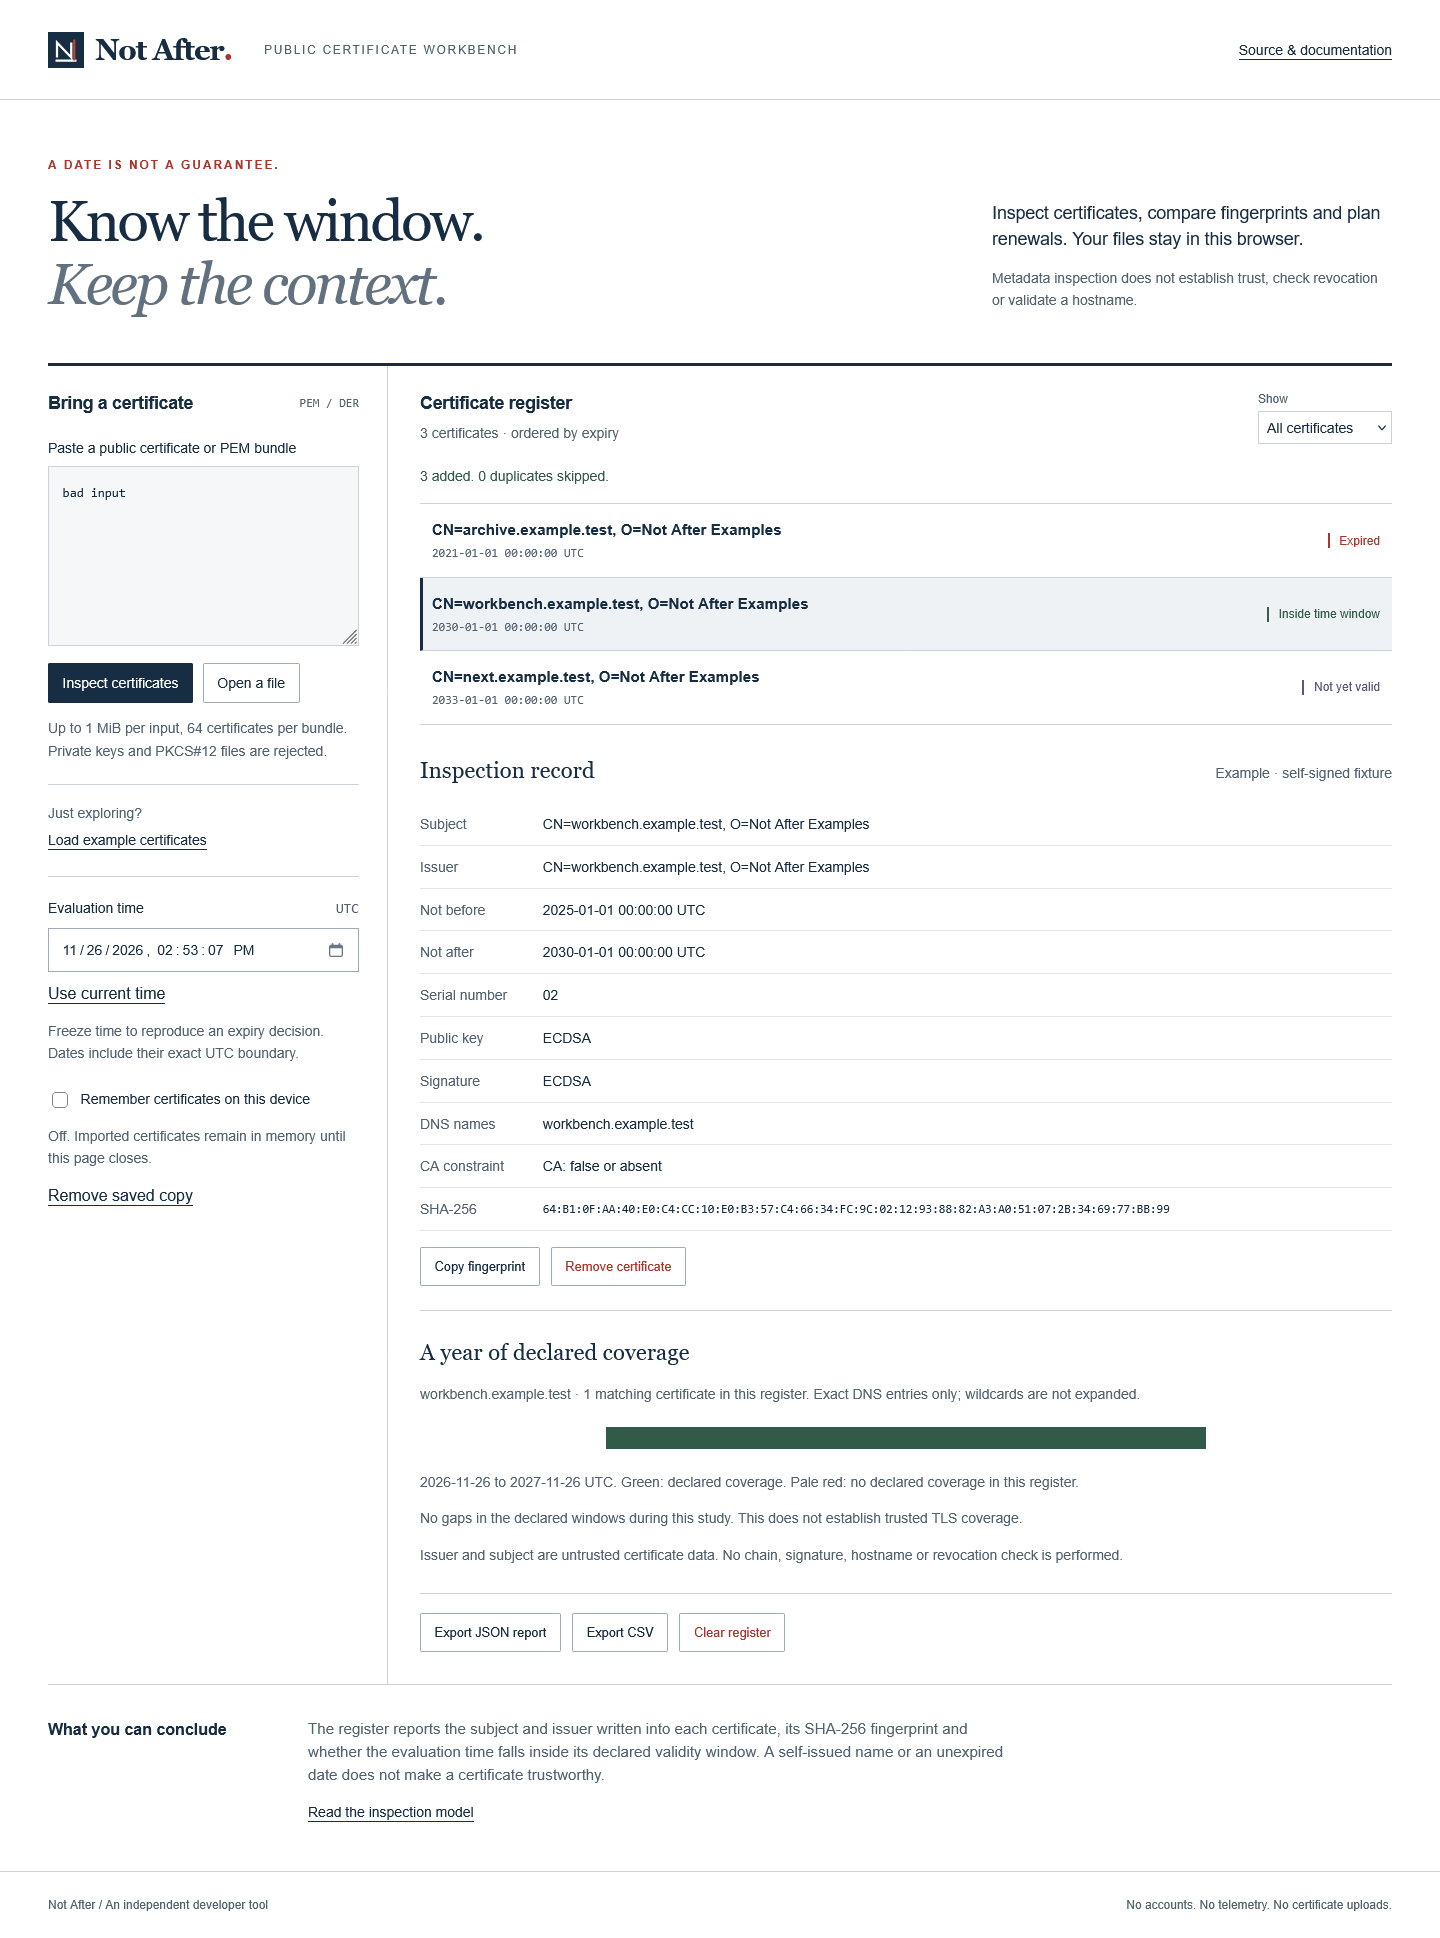 Not After.
PUBLIC CERTIFICATE WORKBENCH
Source & documentation
A DATE IS NOT A GUARANTEE.
Know the window.
Keep the context.
Inspect certificates, compare fingerprints and plan
renewals. Your files stay in this browser.
Metadata inspection does not establish trust, check revocation
or validate a hostname.
Bring a certificate
PEM / DER
Paste a public certificate or PEM bundle
bad input
Inspect certificates
Open a file
Up to 1 MiB per input, 64 certificates per bundle.
Private keys and PKCS#12 files are rejected.
Just exploring?
Load example certificates
Evaluation time
UTC
11/26/2026, 02:53:07 PM
Use current time
Freeze time to reproduce an expiry decision.
Dates include their exact UTC boundary.
Remember certificates on this device
Off. Imported certificates remain in memory until
this page closes.
Remove saved copy
Certificate register
3 certificates · ordered by expiry
Show
All certificates
3 added. 0 duplicates skipped.
CN=archive.example.test, O=Not After Examples
2021-01-01 00:00:00 UTC
Expired
CN=workbench.example.test, O=Not After Examples
2030-01-01 00:00:00 UTC
Inside time window
CN=next.example.test, O=Not After Examples
2033-01-01 00:00:00 UTC
Not yet valid
Inspection record
Example · self-signed fixture
Subject CN=workbench.example.test, O=Not After Examples
Issuer CN=workbench.example.test, O=Not After Examples
Not before 2025-01-01 00:00:00 UTC
Not after 2030-01-01 00:00:00 UTC
Serial number 02
Public key ECDSA
Signature ECDSA
DNS names workbench.example.test
CA constraint CA: false or absent
SHA-256 64:B1:0F:AA:40:E0:C4:CC:10:E0:B3:57:C4:66:34:FC:9C:02:12:93:88:82:A3:A0:51:07:2B:34:69:77:BB:99
Copy fingerprint
Remove certificate
A year of declared coverage
workbench.example.test · 1 matching certificate in this register. Exact DNS entries only; wildcards are not expanded.
2026-11-26 to 2027-11-26 UTC. Green: declared coverage. Pale red: no declared coverage in this register.
No gaps in the declared windows during this study. This does not establish trusted TLS coverage.
Issuer and subject are untrusted certificate data. No chain, signature, hostname or revocation check is performed.
Export JSON report
Export CSV
Clear register
What you can conclude
The register reports the subject and issuer written into each certificate, its SHA-256 fingerprint and
whether the evaluation time falls inside its declared validity window. A self-issued name or an unexpired
date does not make a certificate trustworthy.
Read the inspection model
Not After / An independent developer tool
No accounts. No telemetry. No certificate uploads.